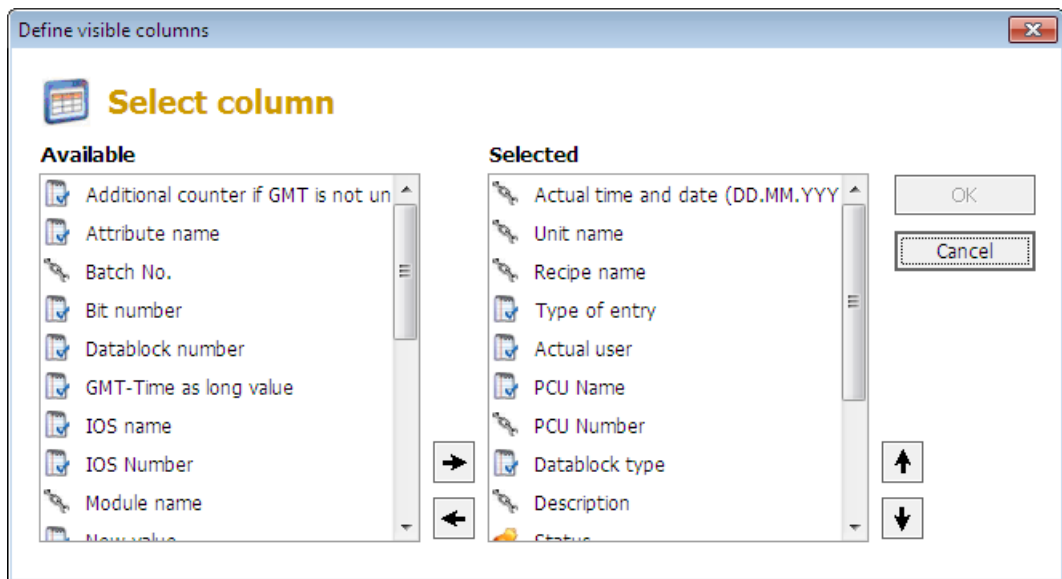 Define visible columns
Select column
Available
Additional counter if GMT is not un
Attribute name
Batch No.
Bit number
Datablock number
GMT-Time as long value
IOS name
IOS Number
Module name
New value
Selected
Actual time and date (DD.MM.YYY
Unit name
Recipe name
Type of entry
Actual user
PCU Name
PCU Number
Datablock type
Description
Status
OK
Cancel